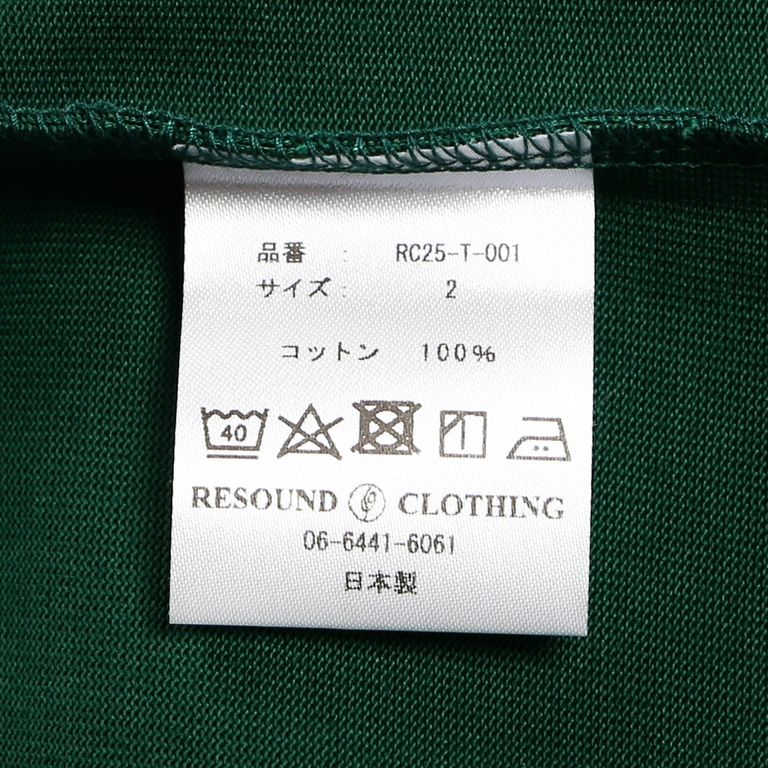 品番 : RC25-T-001
サイズ : 2
コットン 100%
40
RESOUND CLOTHING
06-6441-6061
日本製